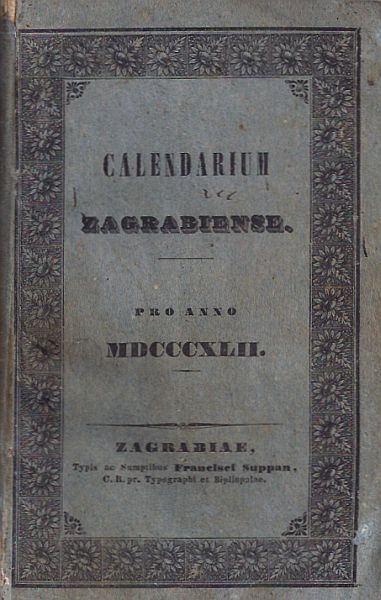 CALENDARIUM
ZAGRABIENSE.
PRO ANNO
MDCCCXLII.
ZAGRABIAE,
Typis ac Sumptibus Francisci Suppan,
C. R. pr. Typographi et Bibliopolae.